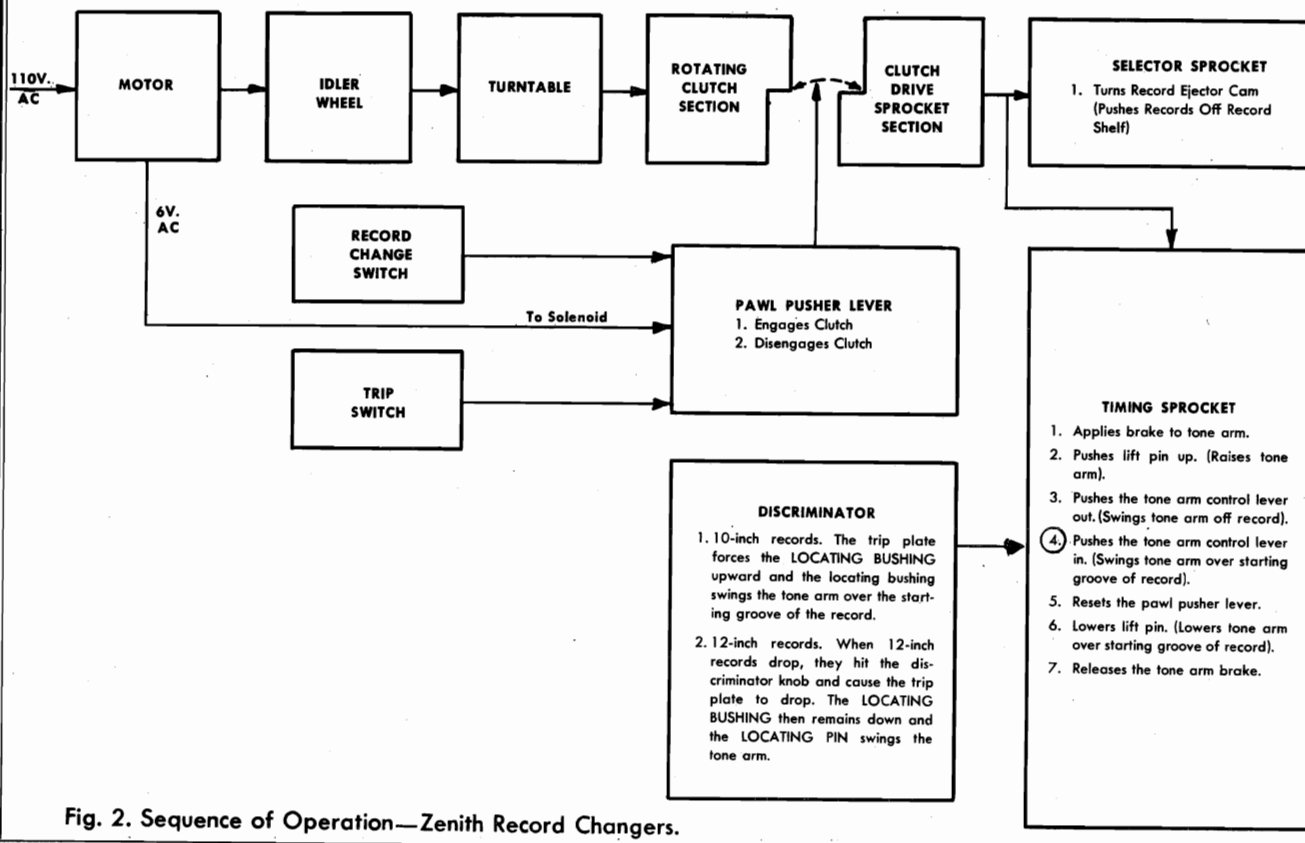 110V.
AC
MOTOR
IDLER
WHEEL
TURNTABLE
ROTATING
CLUTCH
SECTION
CLUTCH
DRIVE
SPROCKET
SECTION
SELECTOR SPROCKET
1. Turns Record Ejector Cam
(Pushes Records Off Record
Shelf)
6V.
AC
RECORD
CHANGE
SWITCH
To Solenoid
TRIP
SWITCH
PAWL PUSHER LEVER
1. Engages Clutch
2. Disengages Clutch
DISCRIMINATOR
1. 10-inch records. The trip plate
forces the LOCATING BUSHING
upward and the locating bushing
swings the tone arm over the start-
ing groove of the record.
2. 12-inch records. When 12-inch
records drop, they hit the dis-
criminator knob and cause the trip
plate to drop. The LOCATING
BUSHING then remains down and
the LOCATING PIN swings the
tone arm.
TIMING SPROCKET
1. Applies brake to tone arm.
2. Pushes lift pin up. (Raises tone
arm).
3. Pushes the tone arm control lever
out. (Swings tone arm off record).
4. Pushes the tone arm control lever
in. (Swings tone arm over starting
groove of record).
5. Resets the pawl pusher lever.
6. Lowers lift pin. (Lowers tone arm
over starting groove of record).
7. Releases the tone arm brake.
Fig. 2. Sequence of Operation—Zenith Record Changers.